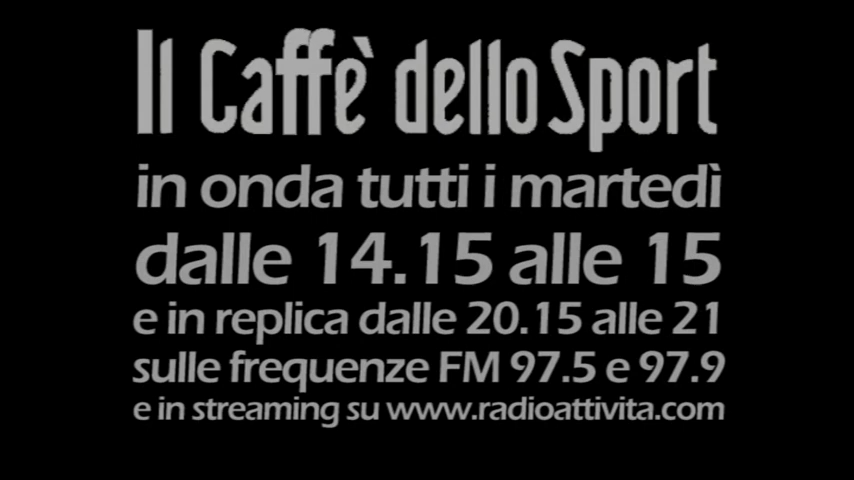 Il Caffè dello Sport
in onda tutti i martedì
dalle 14.15 alle 15
e in replica dalle 20.15 alle 21
sulle frequenze FM 97.5 e 97.9
e in streaming su www.radioattivita.com